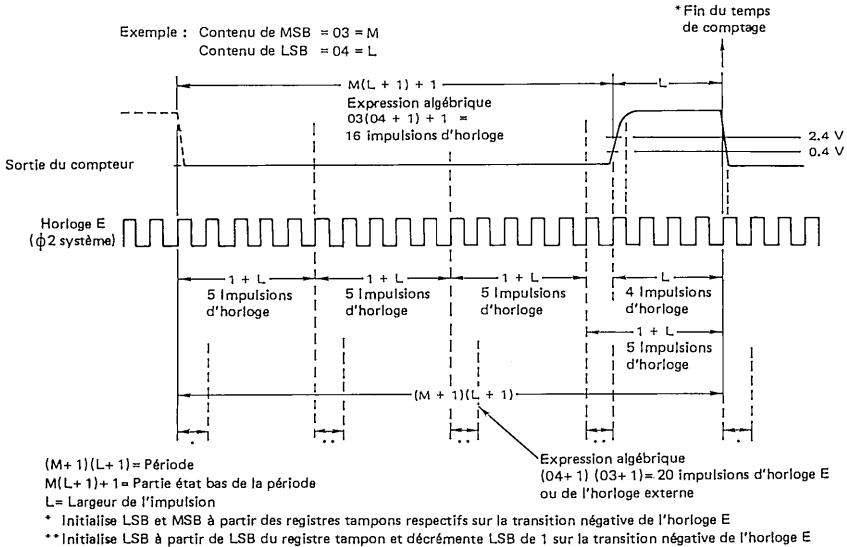 * Fin du temps
de comptage
Exemple : Contenu de MSB = 03 = M
Contenu de LSB = 04 = L
M(L + 1) + 1
L
Expression algébrique
03(04 + 1) + 1 =
16 impulsions d'horloge
2.4 V
0.4 V
Sortie du compteur
Horloge E
(ϕ2 système)
1 + L
5 Impulsions
d'horloge
1 + L
5 Impulsions
d'horloge
1 + L
5 Impulsions
d'horloge
L
4 Impulsions
d'horloge
1 + L
5 Impulsions
d'horloge
(M + 1)(L + 1)
*
**
**
**
*
Expression algébrique
(04+ 1) (03+ 1)= 20 impulsions d'horloge E
ou de l'horloge externe
(M+ 1)(L+ 1)= Période
M(L+ 1)+ 1= Partie état bas de la période
L= Largeur de l'impulsion
* Initialise LSB et MSB à partir des registres tampons respectifs sur la transition négative de l'horloge E
** Initialise LSB à partir de LSB du registre tampon et décrémente LSB de 1 sur la transition négative de l'horloge E